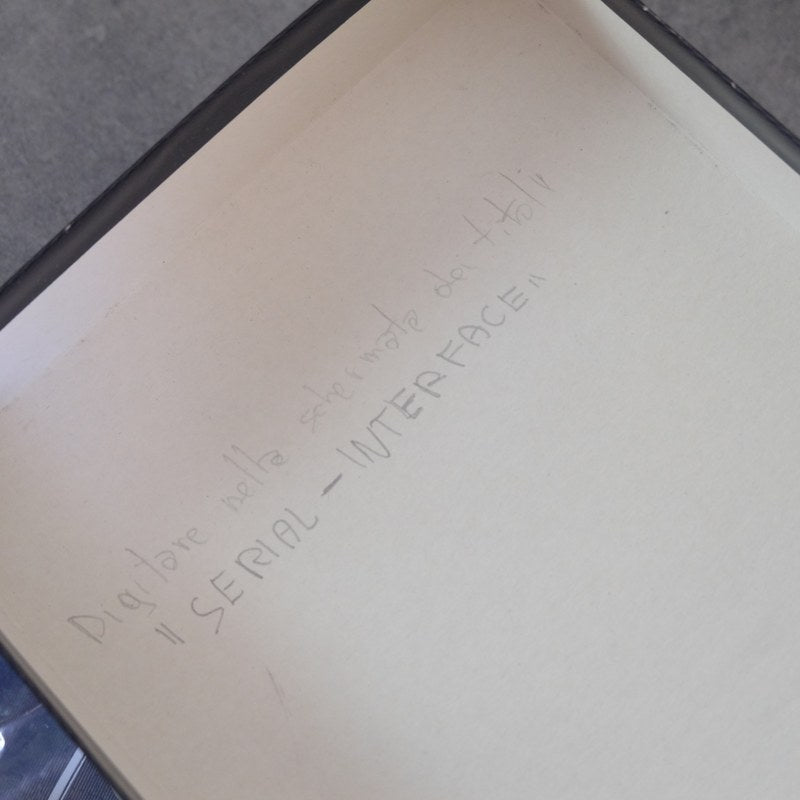 Digitare nella schermata dei titoli
"SERIAL-INTERFACE"